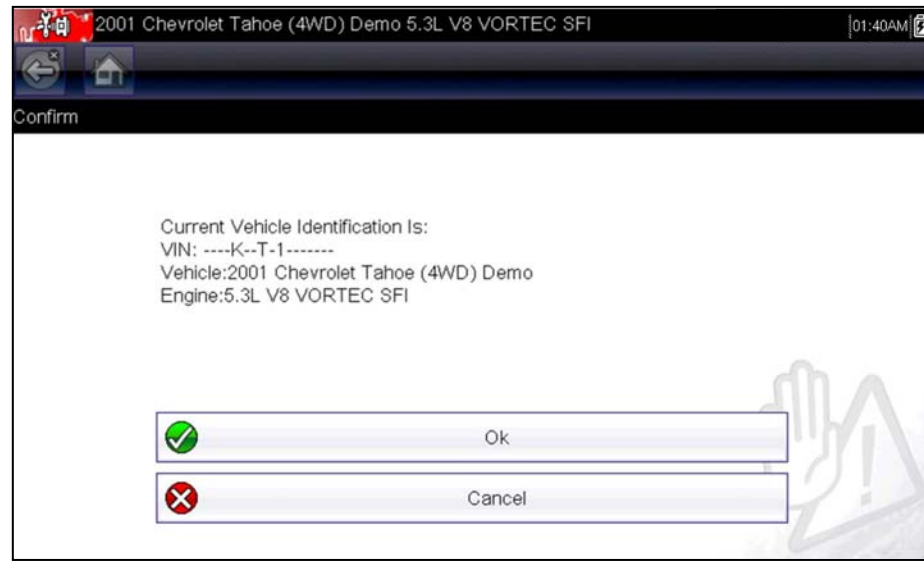 2001 Chevrolet Tahoe (4WD) Demo 5.3L V8 VORTEC SFI
01:40AM
Confirm
Current Vehicle Identification Is:
VIN: ----K--T-1-------
Vehicle:2001 Chevrolet Tahoe (4WD) Demo
Engine:5.3L V8 VORTEC SFI
Ok
Cancel